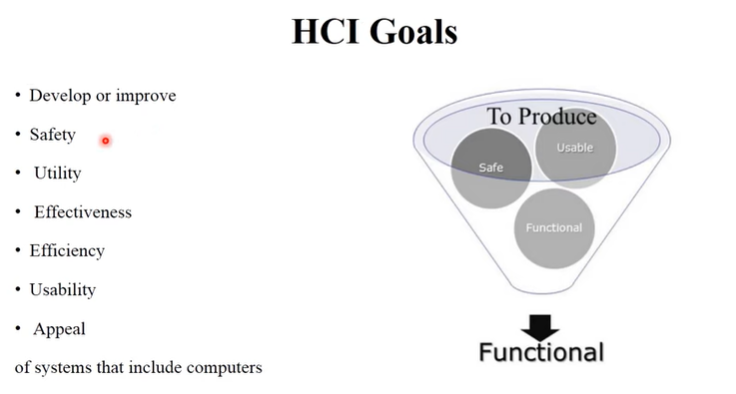 HCI Goals
• Develop or improve
• Safety
• Utility
• Effectiveness
• Efficiency
• Usability
• Appeal
of systems that include computers
To Produce
Usable
Safe
Functional
Functional